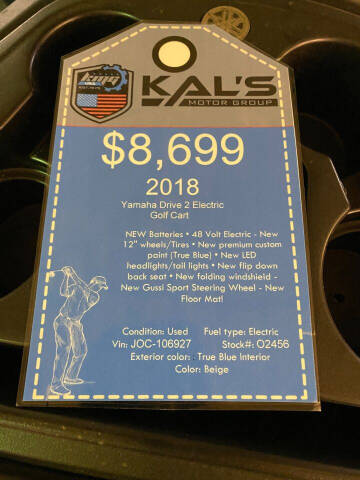 KMG
KAL'S
MOTOR GROUP
$8,699
2018
Yamaha Drive 2 Electric
Golf Cart
NEW Batteries • 48 Volt Electric - New
12" wheels/Tires • New premium custom
paint (True Blue) • New LED
headlights/tail lights • New flip down
back seat • New folding windshield -
New Gussi Sport Steering Wheel - New
Floor Mat!
Condition: Used Fuel type: Electric
Vin: JOC-106927 Stock#: O2456
Exterior color: True Blue Interior
Color: Beige